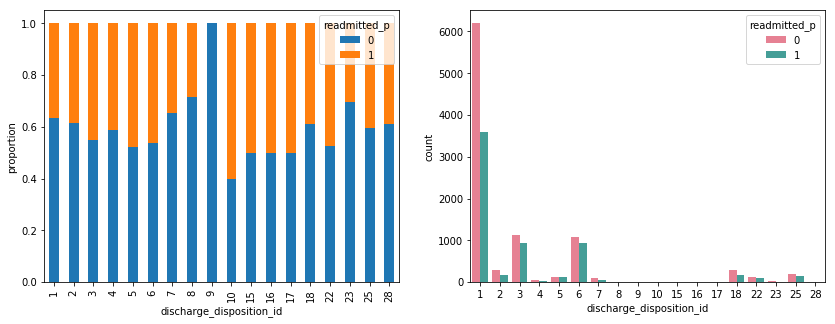 readmitted_p
0
1
1.0
0.8
0.6
0.4
0.2
0.0
proportion
1 2 3 4 5 6 7 8 9 10 15 16 17 18 22 23 25 28
discharge_disposition_id
readmitted_p
0
1
6000
5000
4000
3000
2000
1000
0
count
1 2 3 4 5 6 7 8 9 10 15 16 17 18 22 23 25 28
discharge_disposition_id